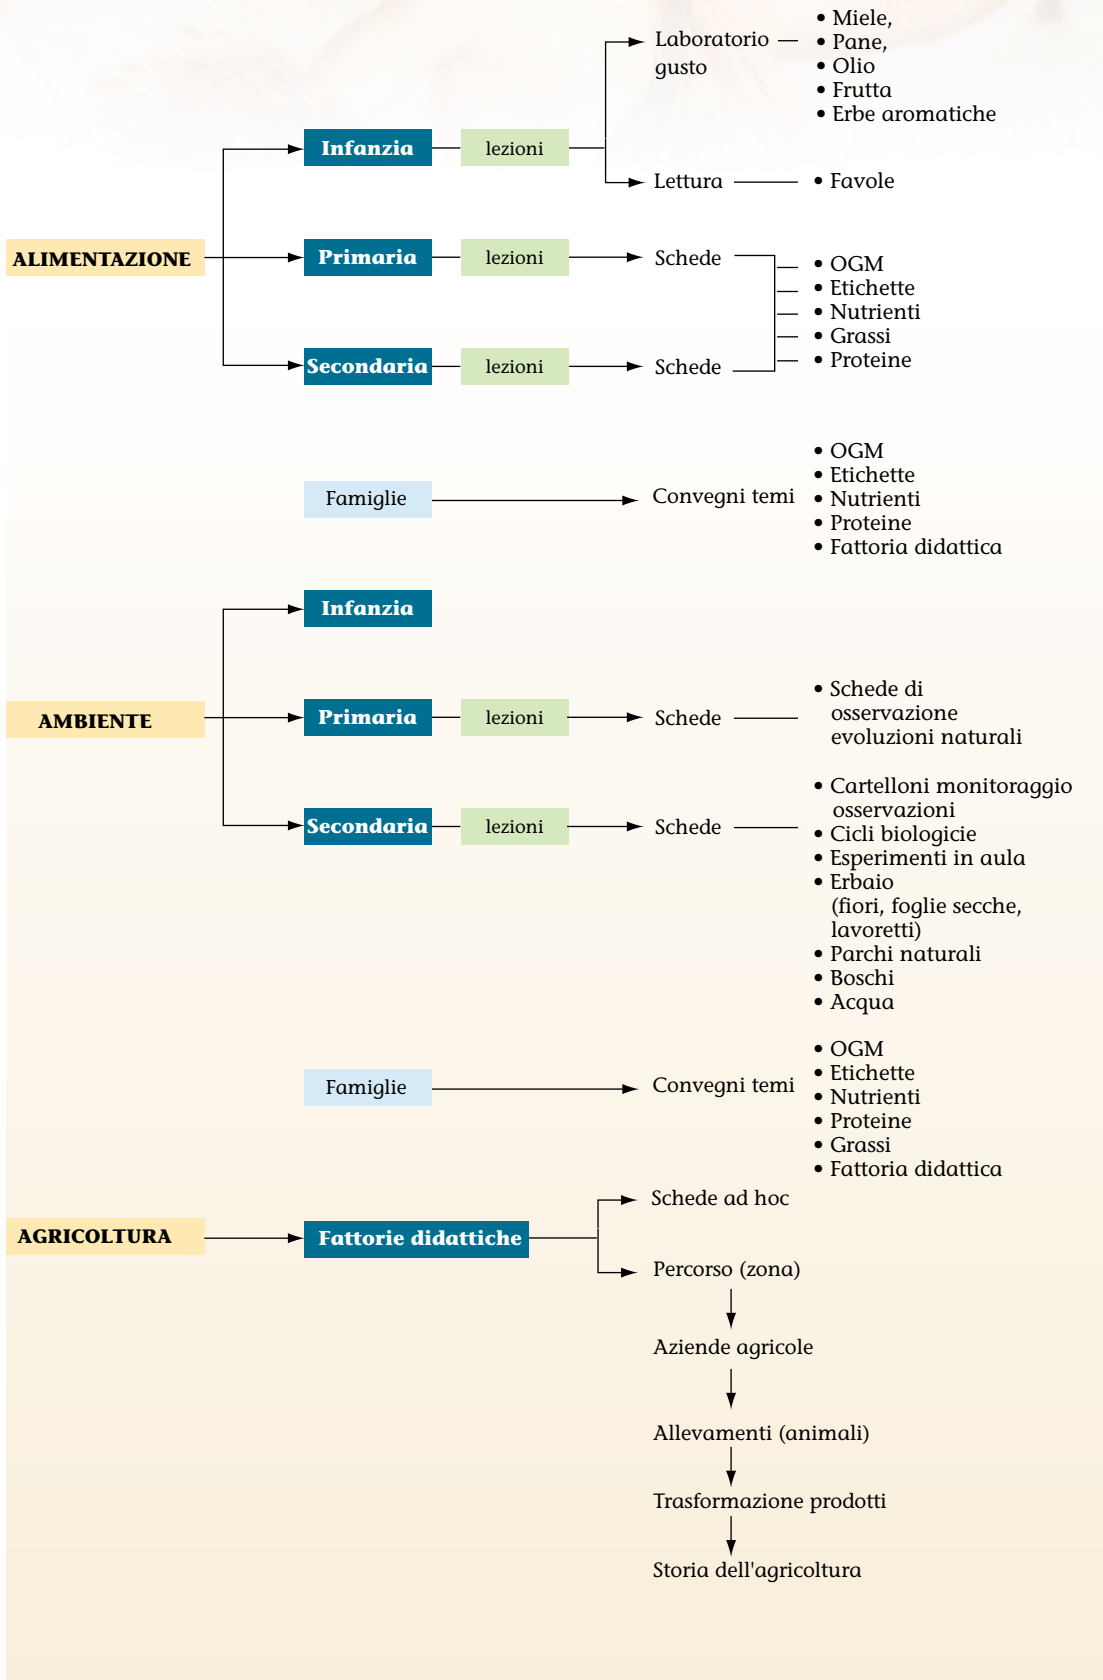 • Miele,
Laboratorio
gusto
• Pane,
• Olio
• Frutta
• Erbe aromatiche
Infanzia
lezioni
Lettura
• Favole
ALIMENTAZIONE
Primaria
lezioni
Schede
• OGM
• Etichette
• Nutrienti
• Grassi
• Proteine
Secondaria
lezioni
Schede
Famiglie
Convegni temi
• OGM
• Etichette
• Nutrienti
• Proteine
• Fattoria didattica
Infanzia
AMBIENTE
Primaria
lezioni
Schede
• Schede di
osservazione
evoluzioni naturali
Secondaria
lezioni
Schede
• Cartelloni monitoraggio
osservazioni
• Cicli biologicie
• Esperimenti in aula
• Erbaio
(fiori, foglie secche,
lavoretti)
• Parchi naturali
• Boschi
• Acqua
Famiglie
Convegni temi
• OGM
• Etichette
• Nutrienti
• Proteine
• Grassi
• Fattoria didattica
AGRICOLTURA
Fattorie didattiche
Schede ad hoc
Percorso (zona)
Aziende agricole
Allevamenti (animali)
Trasformazione prodotti
Storia dell'agricoltura